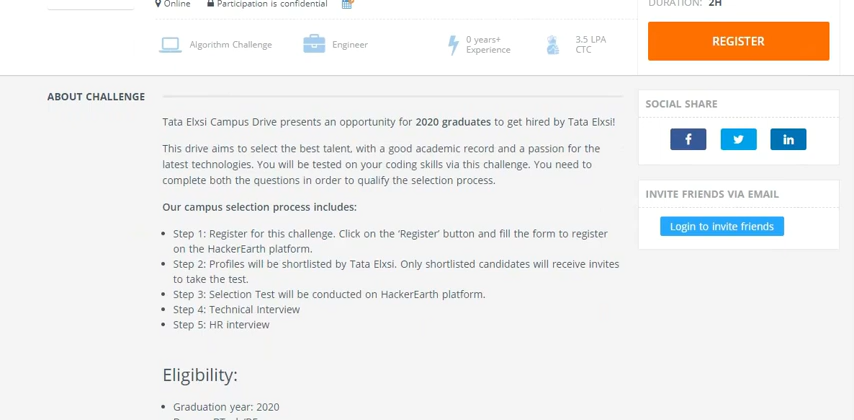 Online Participation is confidential
DURATION: 2H
Algorithm Challenge Engineer 0 years+ Experience 3.5 LPA CTC
REGISTER
ABOUT CHALLENGE
Tata Elxsi Campus Drive presents an opportunity for 2020 graduates to get hired by Tata Elxsi!
This drive aims to select the best talent, with a good academic record and a passion for the
latest technologies. You will be tested on your coding skills via this challenge. You need to
complete both the questions in order to qualify the selection process.
Our campus selection process includes:
Step 1: Register for this challenge. Click on the ‘Register’ button and fill the form to register
on the HackerEarth platform.
Step 2: Profiles will be shortlisted by Tata Elxsi. Only shortlisted candidates will receive invites
to take the test.
Step 3: Selection Test will be conducted on HackerEarth platform.
Step 4: Technical Interview
Step 5: HR interview
Eligibility:
Graduation year: 2020
SOCIAL SHARE
INVITE FRIENDS VIA EMAIL
Login to invite friends